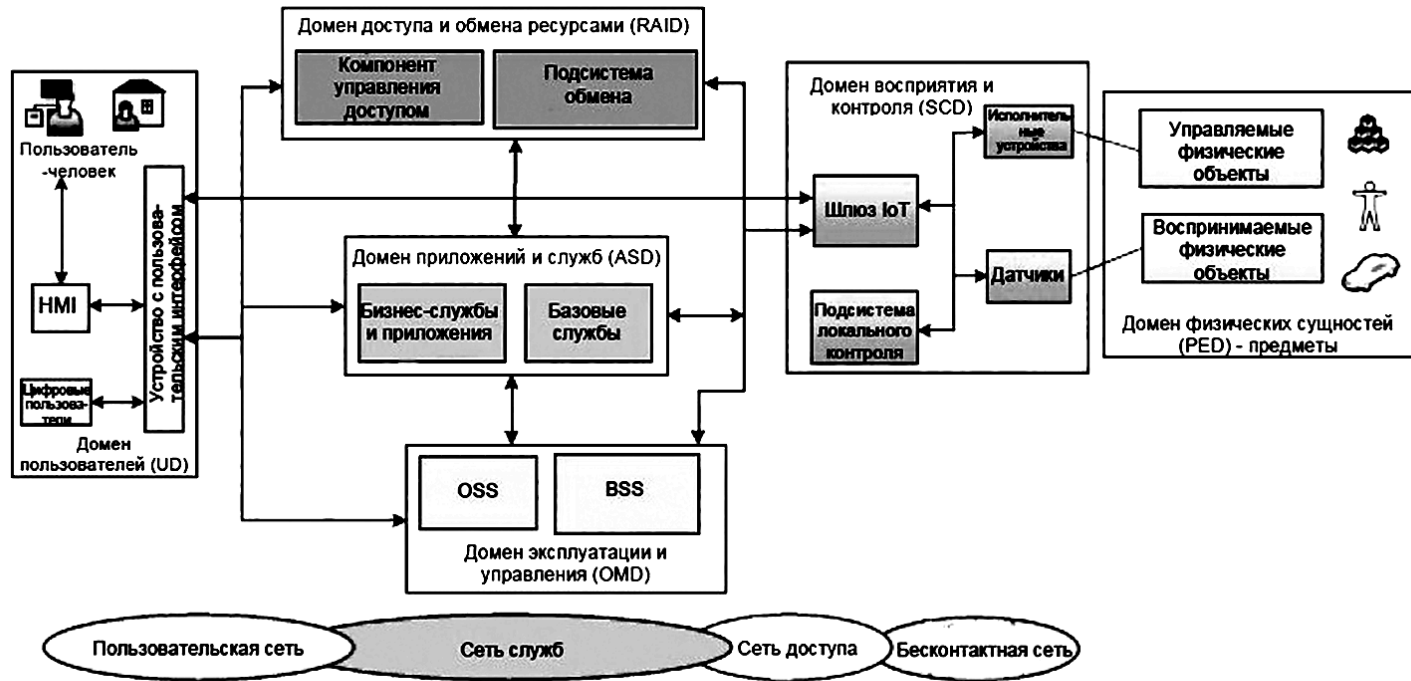 Домен доступа и обмена ресурсами (RAID)
Компонент
управления
доступом
Подсистема
обмена
Пользователь
-человек
HMI
Цифровые
пользова-
тели
Устройство с пользова-
тельским интерфейсом
Домен
пользователей (UD)
Домен приложений и служб (ASD)
Бизнес-службы
и приложения
Базовые
службы
OSS
BSS
Домен эксплуатации и
управления (OMD)
Домен восприятия и
контроля (SCD)
Исполнитель
ные
устройства
Шлюз IoT
Датчики
Подсистема
локального
контроля
Управляемые
физические
объекты
Воспринимаемые
физические
объекты
Домен физических сущностей
(PED) - предметы
Пользовательская сеть
Сеть служб
Сеть доступа
Бесконтактная сеть